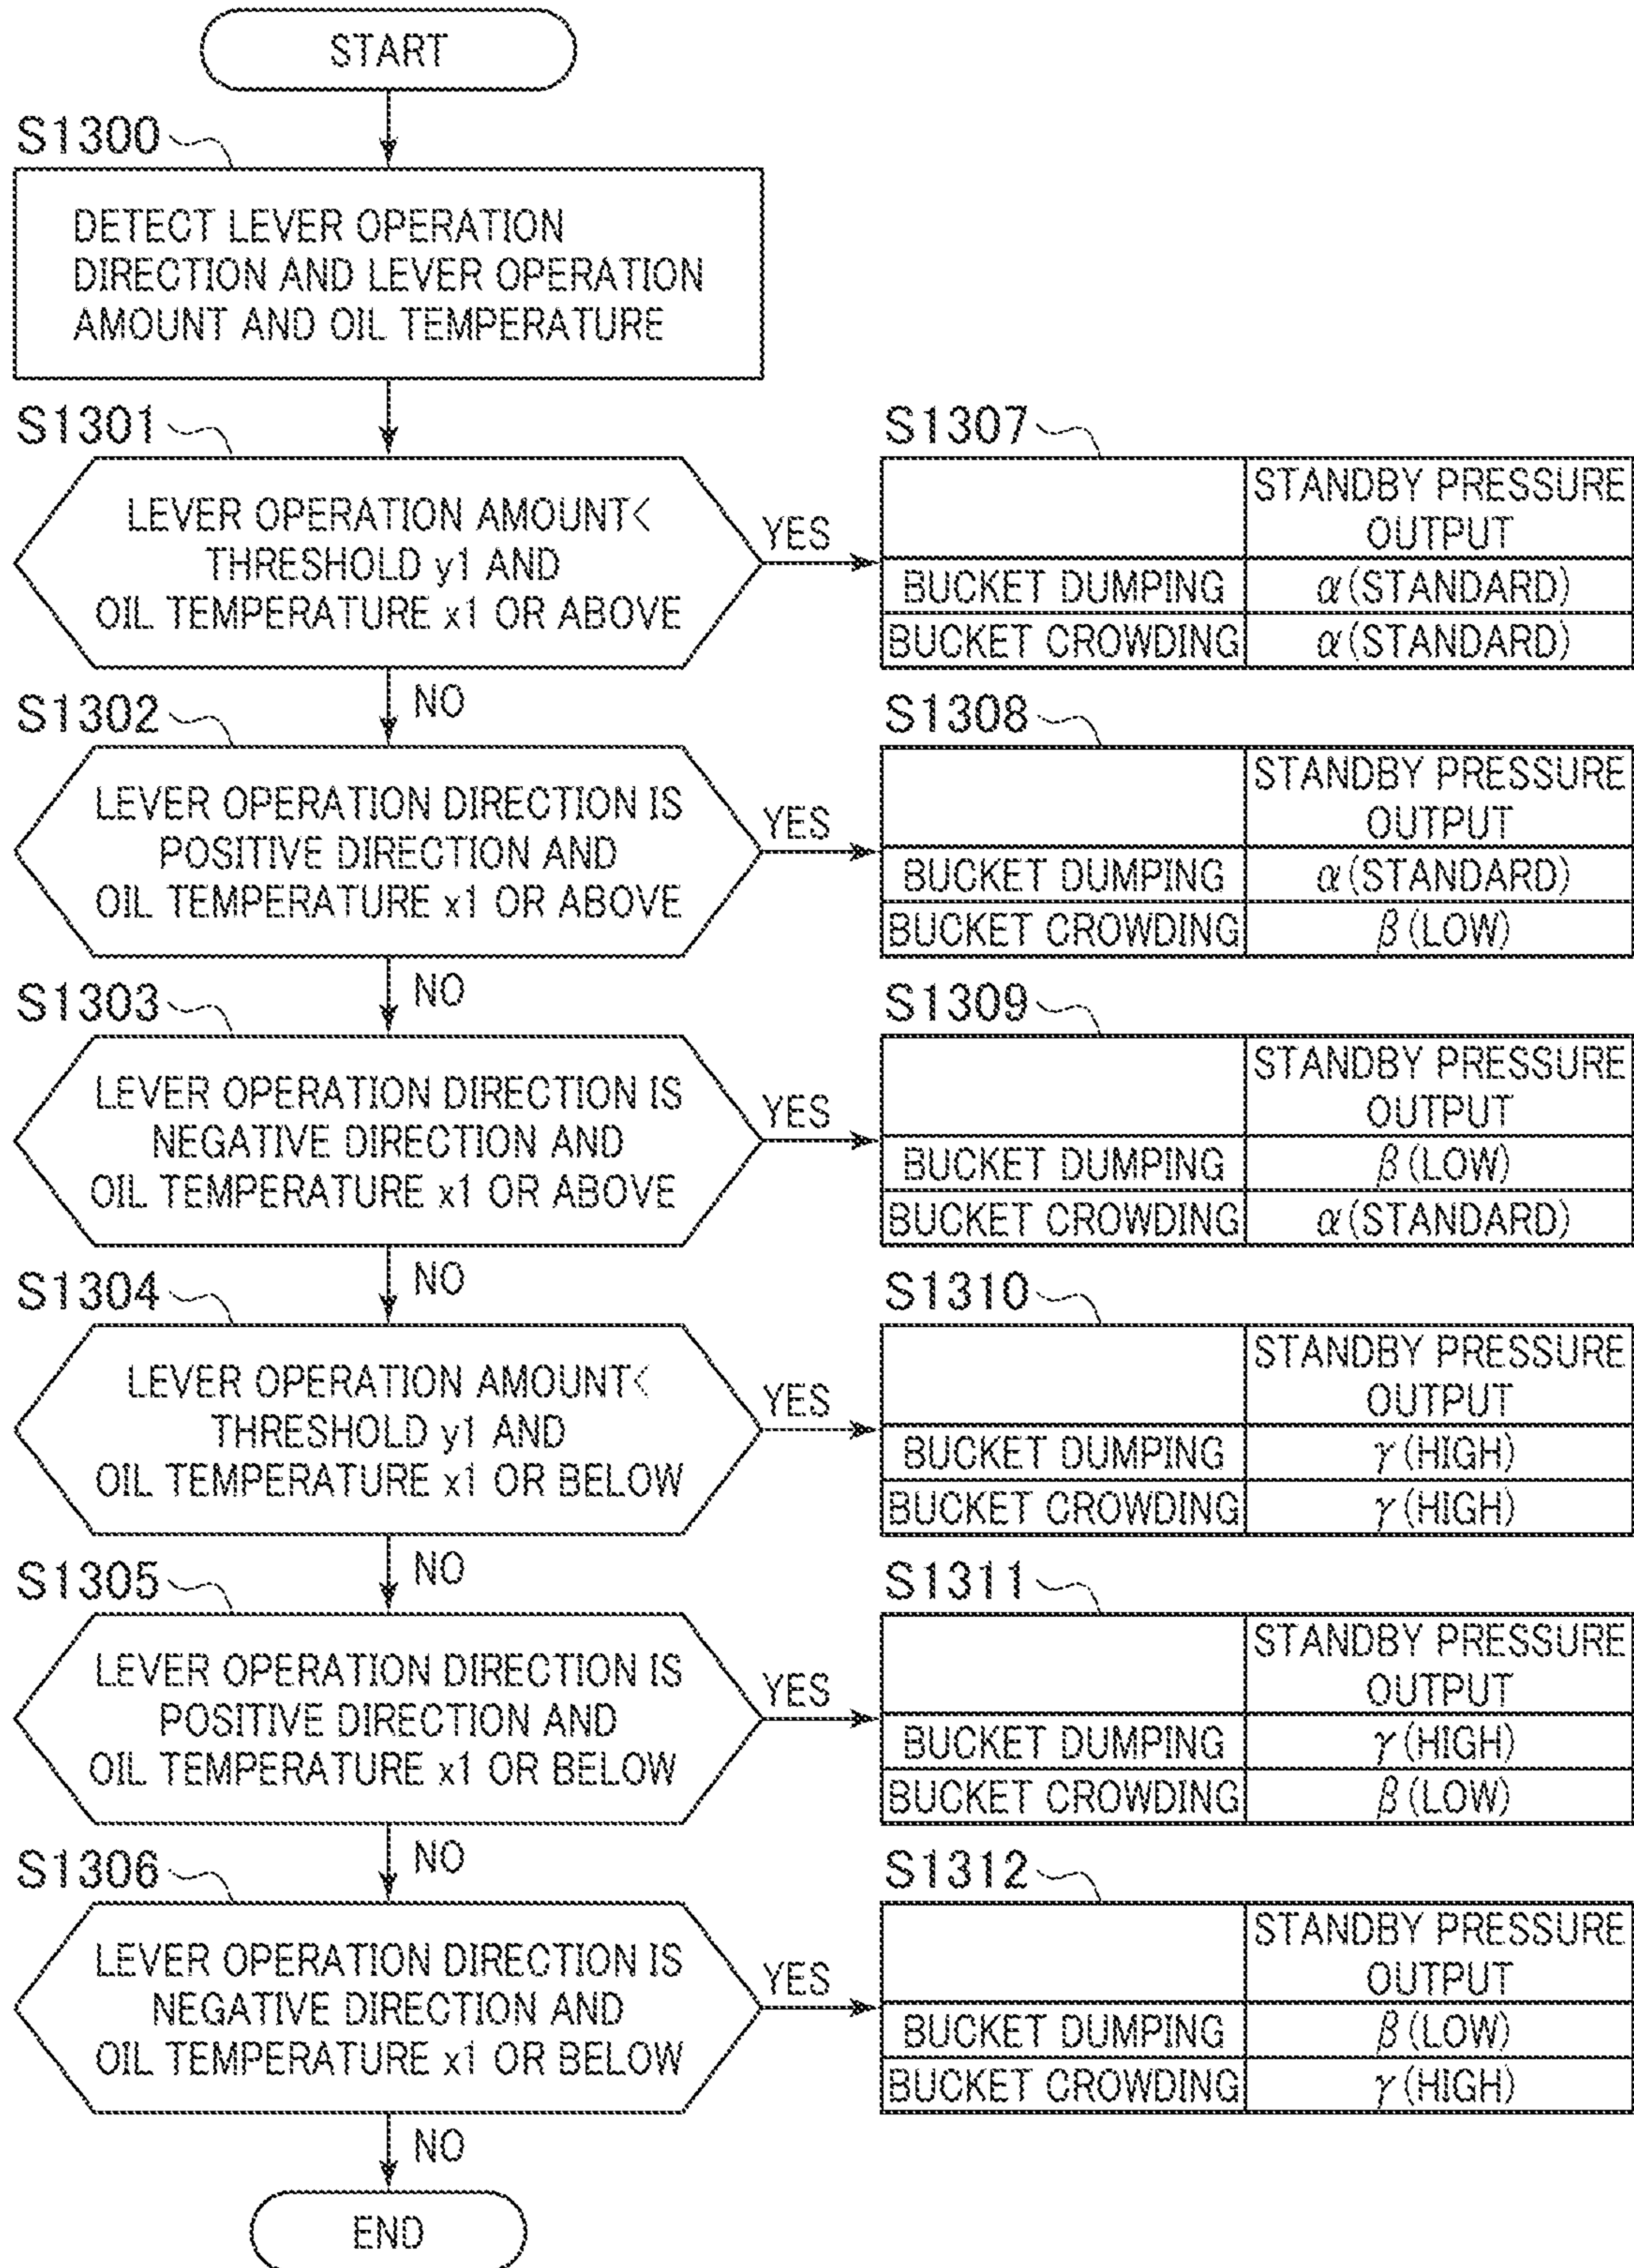 START
S1300
DETECT LEVER OPERATION
DIRECTION AND LEVER OPERATION
AMOUNT AND OIL TEMPERATURE
S1301
LEVER OPERATION AMOUNT<
THRESHOLD y1 AND
OIL TEMPERATURE x1 OR ABOVE
YES
NO
S1307
STANDBY PRESSURE
OUTPUT
BUCKET DUMPING α(STANDARD)
BUCKET CROWDING α(STANDARD)
S1302
LEVER OPERATION DIRECTION IS
POSITIVE DIRECTION AND
OIL TEMPERATURE x1 OR ABOVE
YES
NO
S1308
STANDBY PRESSURE
OUTPUT
BUCKET DUMPING α(STANDARD)
BUCKET CROWDING β(LOW)
S1303
LEVER OPERATION DIRECTION IS
NEGATIVE DIRECTION AND
OIL TEMPERATURE x1 OR ABOVE
YES
NO
S1309
STANDBY PRESSURE
OUTPUT
BUCKET DUMPING β(LOW)
BUCKET CROWDING α(STANDARD)
S1304
LEVER OPERATION AMOUNT<
THRESHOLD y1 AND
OIL TEMPERATURE x1 OR BELOW
YES
NO
S1310
STANDBY PRESSURE
OUTPUT
BUCKET DUMPING γ(HIGH)
BUCKET CROWDING γ(HIGH)
S1305
LEVER OPERATION DIRECTION IS
POSITIVE DIRECTION AND
OIL TEMPERATURE x1 OR BELOW
YES
NO
S1311
STANDBY PRESSURE
OUTPUT
BUCKET DUMPING γ(HIGH)
BUCKET CROWDING β(LOW)
S1306
LEVER OPERATION DIRECTION IS
NEGATIVE DIRECTION AND
OIL TEMPERATURE x1 OR BELOW
YES
NO
S1312
STANDBY PRESSURE
OUTPUT
BUCKET DUMPING β(LOW)
BUCKET CROWDING γ(HIGH)
END